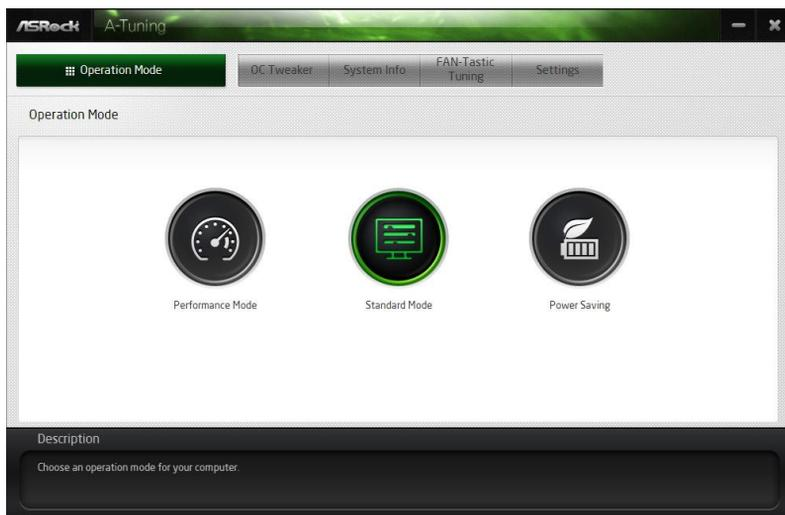 ASRock A-Tuning
Operation Mode OC Tweaker System Info FAN-Tastic
Tuning Settings
Operation Mode
Performance Mode Standard Mode Power Saving
Description
Choose an operation mode for your computer.